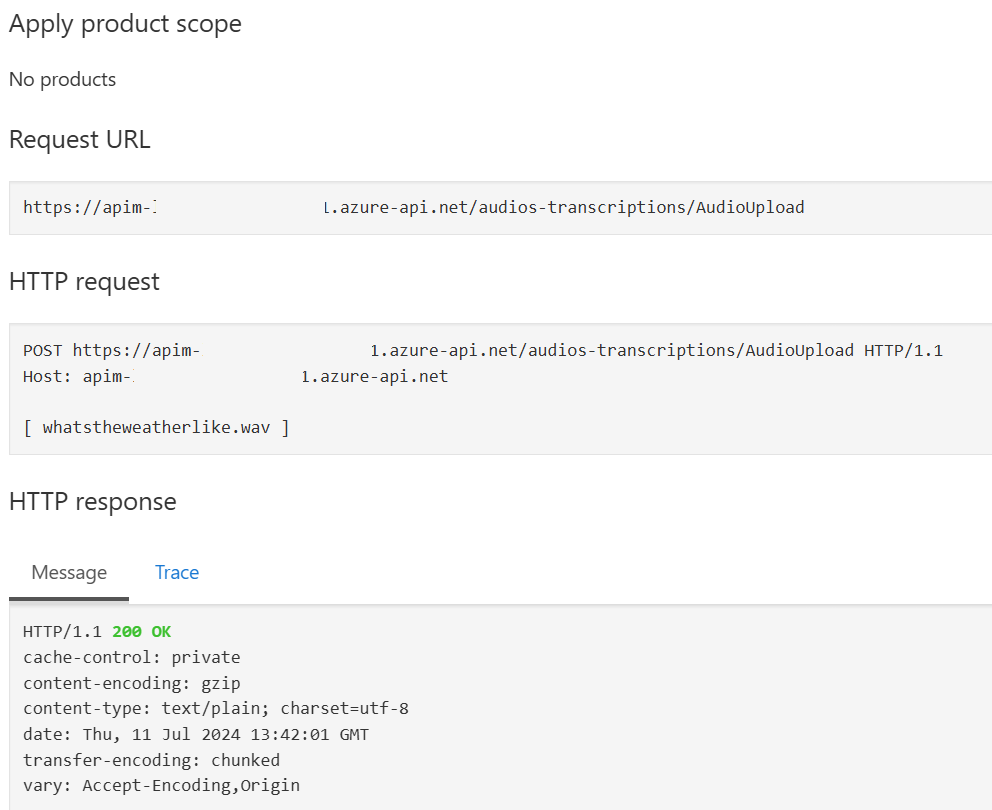 Apply product scope
No products
Request URL
https://apim- 1.azure-api.net/audios-transcriptions/AudioUpload
HTTP request
POST https://apim- 1.azure-api.net/audios-transcriptions/AudioUpload HTTP/1.1
Host: apim- 1.azure-api.net
[ whatstheweatherlike.wav ]
HTTP response
Message Trace
HTTP/1.1 200 OK
cache-control: private
content-encoding: gzip
content-type: text/plain; charset=utf-8
date: Thu, 11 Jul 2024 13:42:01 GMT
transfer-encoding: chunked
vary: Accept-Encoding,Origin